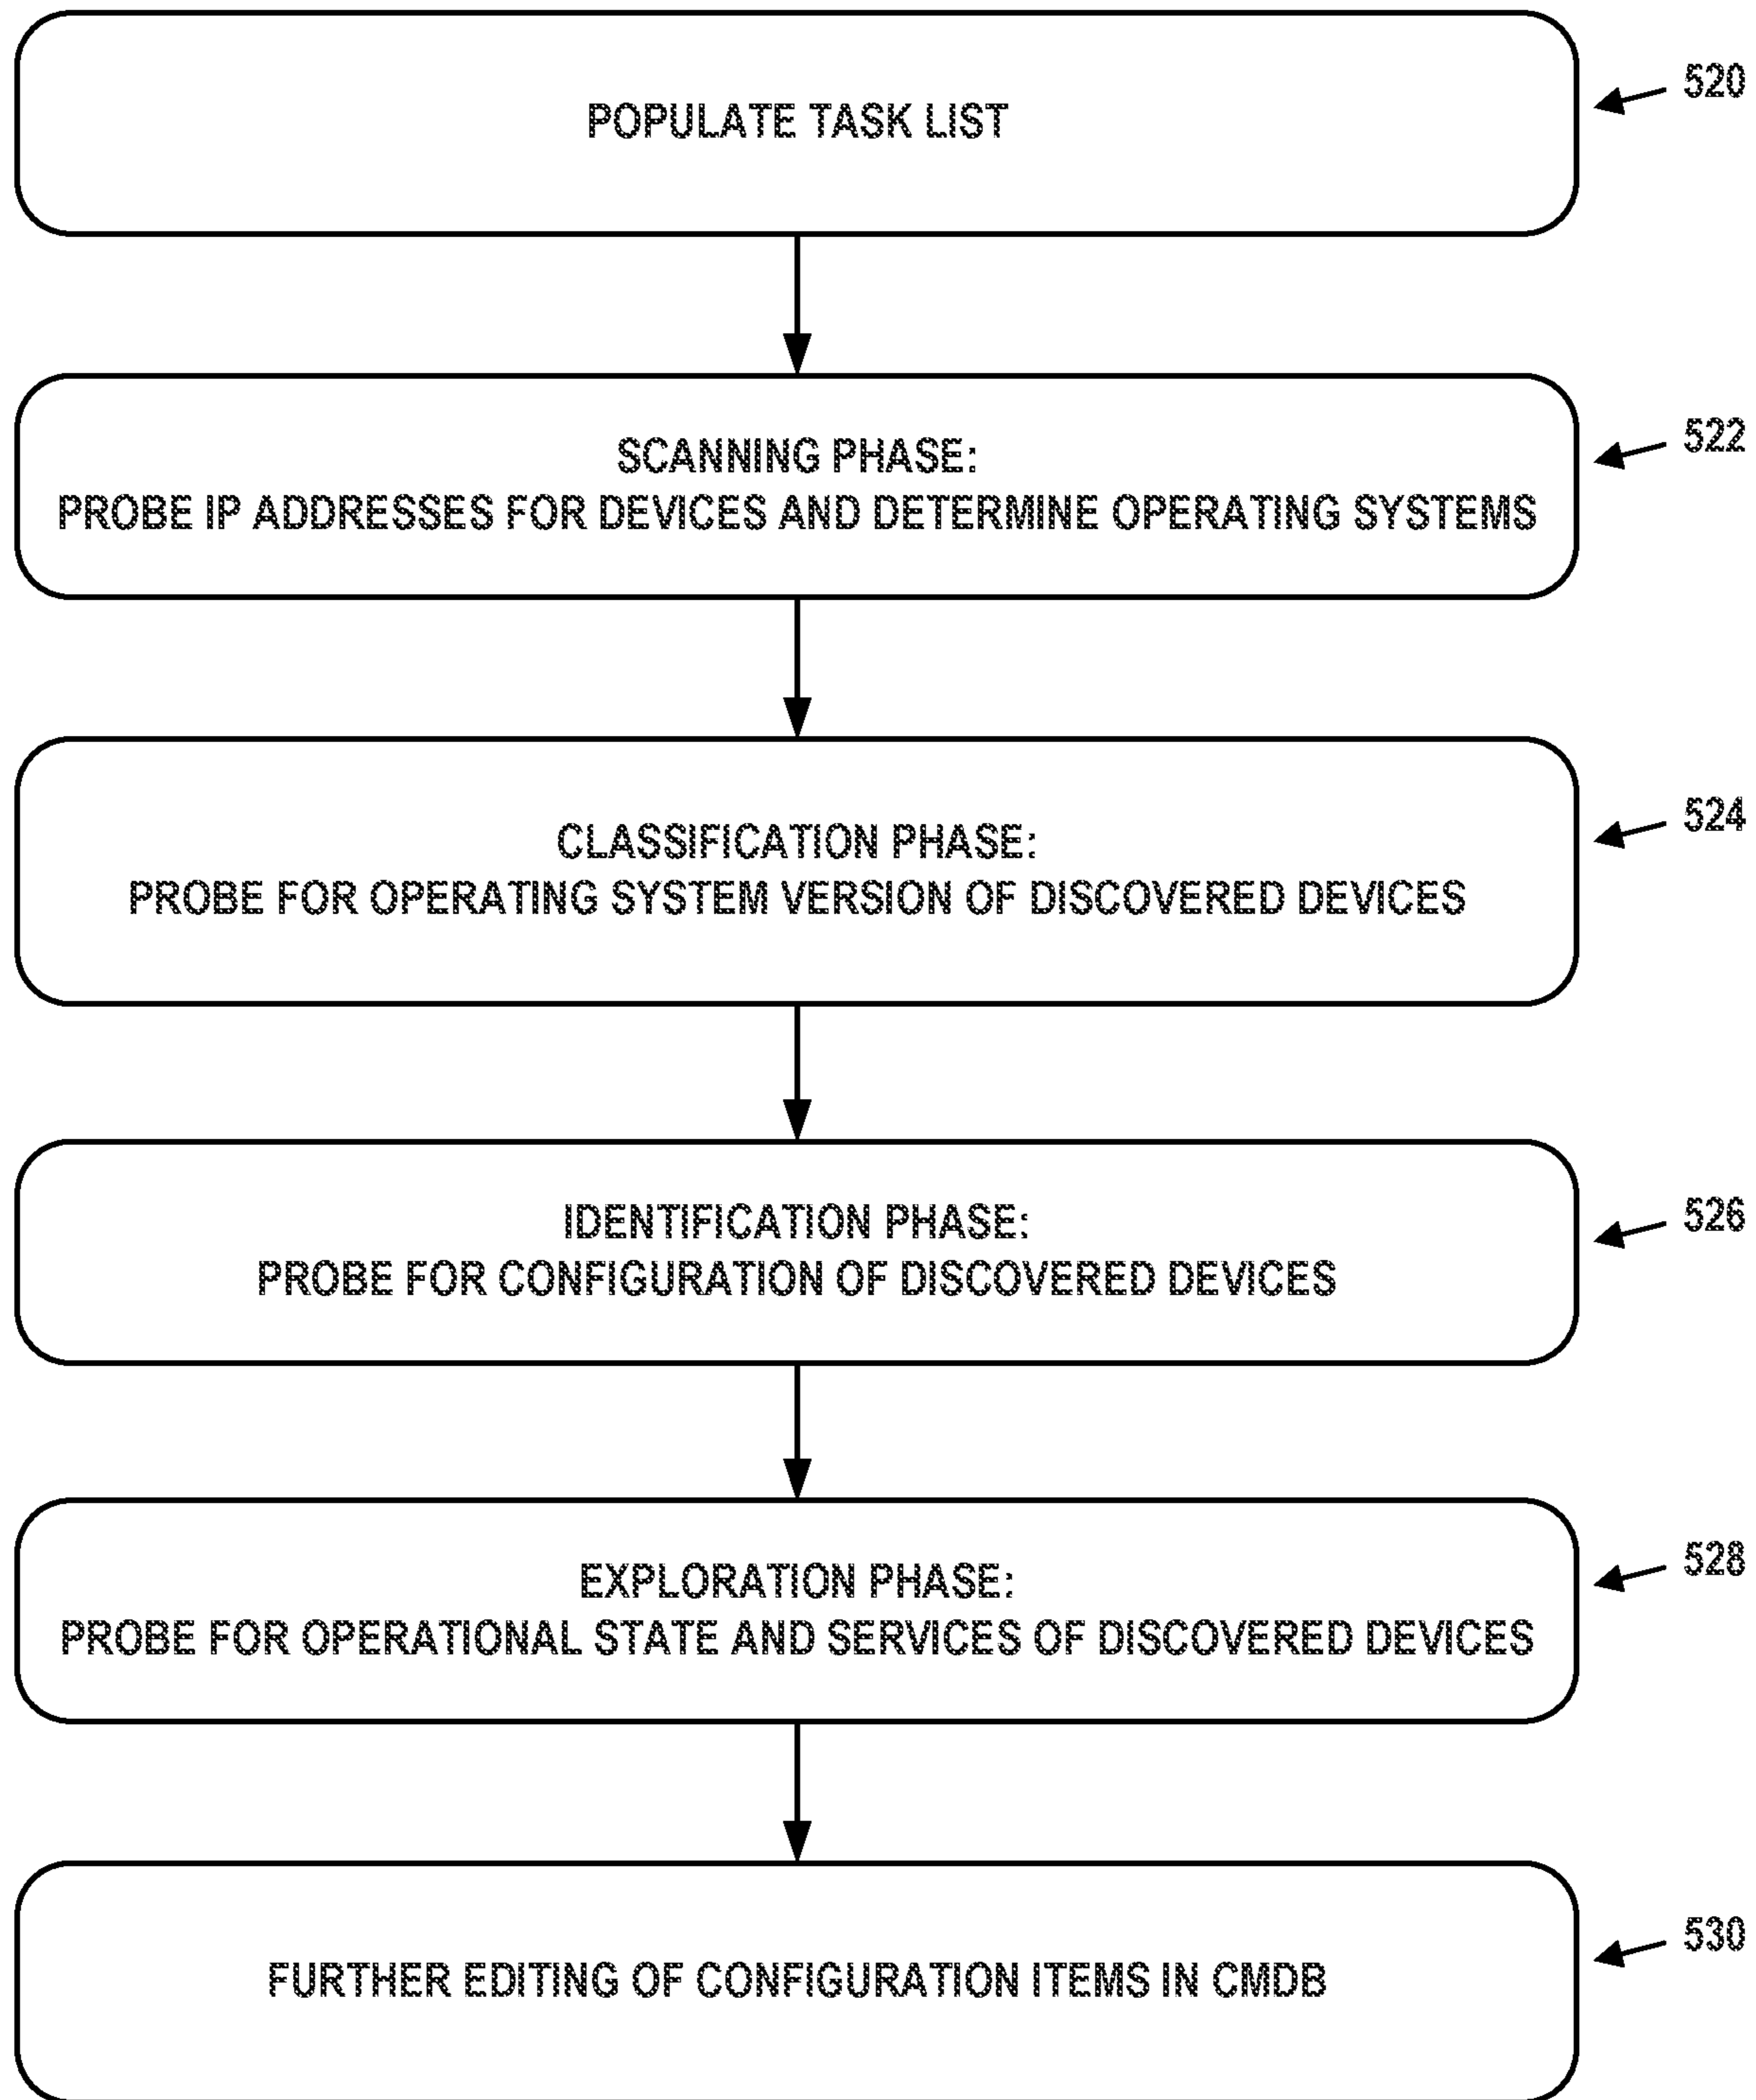 POPULATE TASK LIST
520
SCANNING PHASE:
PROBE IP ADDRESSES FOR DEVICES AND DETERMINE OPERATING SYSTEMS
522
CLASSIFICATION PHASE:
PROBE FOR OPERATING SYSTEM VERSION OF DISCOVERED DEVICES
524
IDENTIFICATION PHASE:
PROBE FOR CONFIGURATION OF DISCOVERED DEVICES
526
EXPLORATION PHASE:
PROBE FOR OPERATIONAL STATE AND SERVICES OF DISCOVERED DEVICES
528
FURTHER EDITING OF CONFIGURATION ITEMS IN CMDB
530